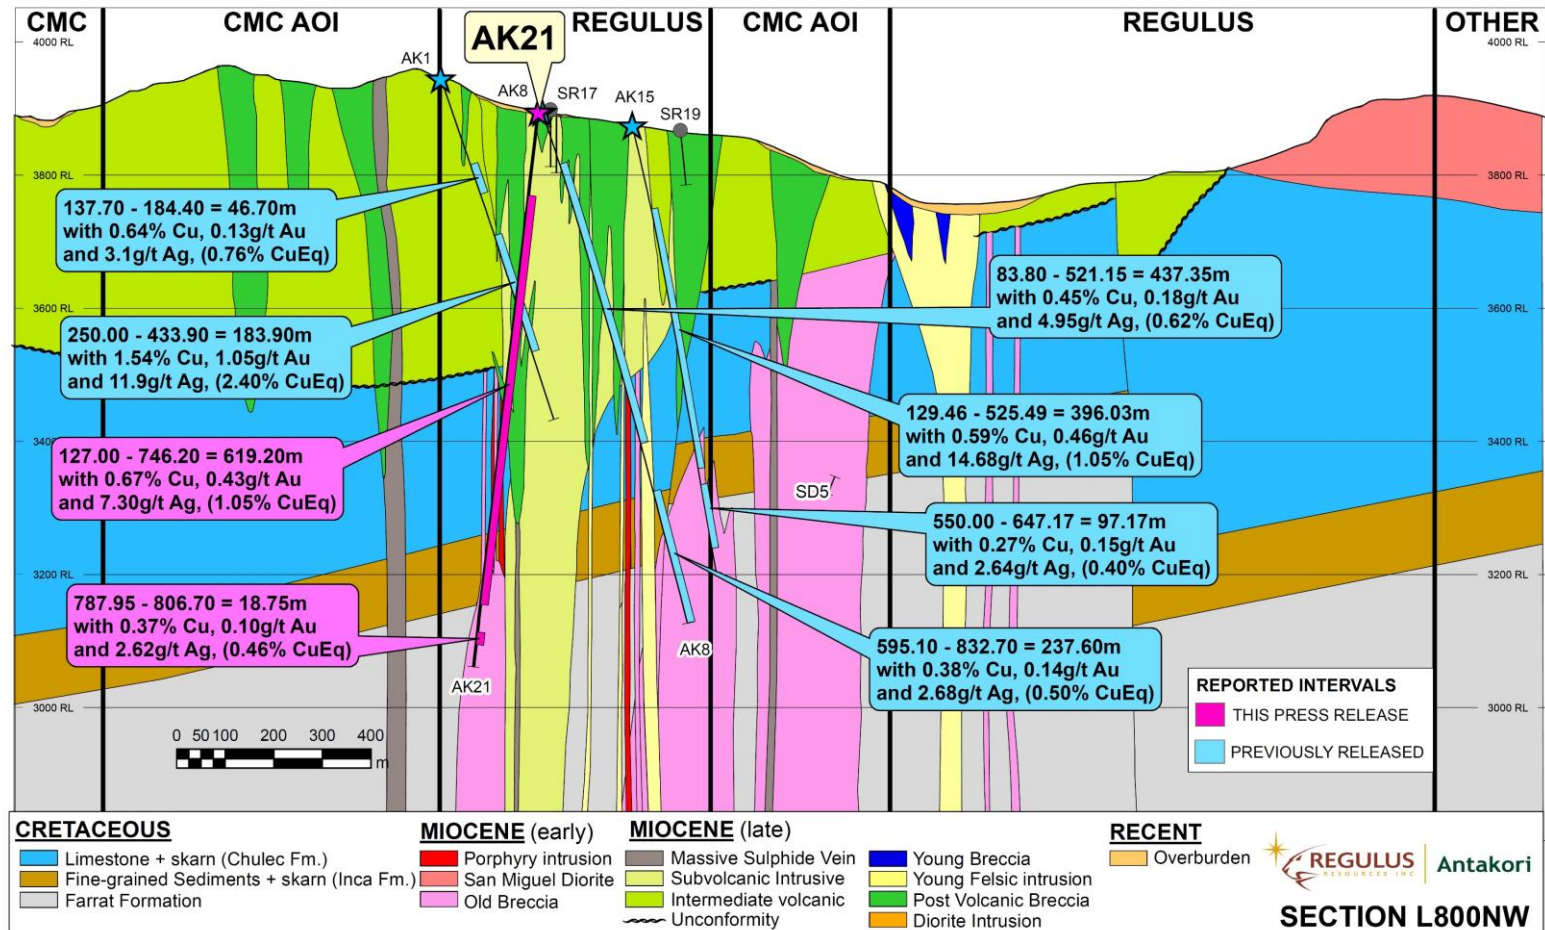 CMC
CMC AOI
REGULUS
CMC AOI
REGULUS
OTHER
4000 RL
4000 RL
AK21
AK1
AK8
SR17
AK15
SR19
3800 RL
3800 RL
137.70 - 184.40 = 46.70m
with 0.64% Cu, 0.13g/t Au
and 3.1g/t Ag, (0.76% CuEq)
83.80 - 521.15 = 437.35m
with 0.45% Cu, 0.18g/t Au
and 4.95g/t Ag, (0.62% CuEq)
3600 RL
3600 RL
250.00 - 433.90 = 183.90m
with 1.54% Cu, 1.05g/t Au
and 11.9g/t Ag, (2.40% CuEq)
129.46 - 525.49 = 396.03m
with 0.59% Cu, 0.46g/t Au
and 14.68g/t Ag, (1.05% CuEq)
3400 RL
127.00 - 746.20 = 619.20m
with 0.67% Cu, 0.43g/t Au
and 7.30g/t Ag, (1.05% CuEq)
SD5
550.00 - 647.17 = 97.17m
with 0.27% Cu, 0.15g/t Au
and 2.64g/t Ag, (0.40% CuEq)
3200 RL
3200 RL
787.95 - 806.70 = 18.75m
with 0.37% Cu, 0.10g/t Au
and 2.62g/t Ag, (0.46% CuEq)
595.10 - 832.70 = 237.60m
with 0.38% Cu, 0.14g/t Au
and 2.68g/t Ag, (0.50% CuEq)
AK8
AK21
3000 RL
3000 RL
REPORTED INTERVALS
THIS PRESS RELEASE
PREVIOUSLY RELEASED
0 50 100 200 300 400
m
CRETACEOUS
Limestone + skarn (Chulec Fm.)
Fine-grained Sediments + skarn (Inca Fm.)
Farrat Formation
MIOCENE (early)
Porphyry intrusion
San Miguel Diorite
Old Breccia
MIOCENE (late)
Massive Sulphide Vein
Subvolcanic Intrusive
Intermediate volcanic
Unconformity
Young Breccia
Young Felsic intrusion
Post Volcanic Breccia
Diorite Intrusion
RECENT
Overburden
REGULUS
RESOURCES INC
Antakori
SECTION L800NW